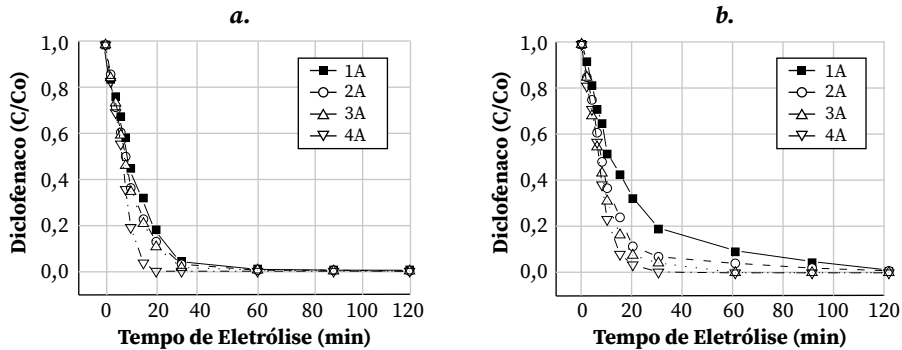 a.
Diclofenaco (C/Co)
1,0
0,8
0,6
0,4
0,2
0,0
1A
2A
3A
4A
0 20 40 60 80 100 120
Tempo de Eletrólise (min)
b.
Diclofenaco (C/Co)
1,0
0,8
0,6
0,4
0,2
0,0
1A
2A
3A
4A
0 20 40 60 80 100 120
Tempo de Eletrólise (min)